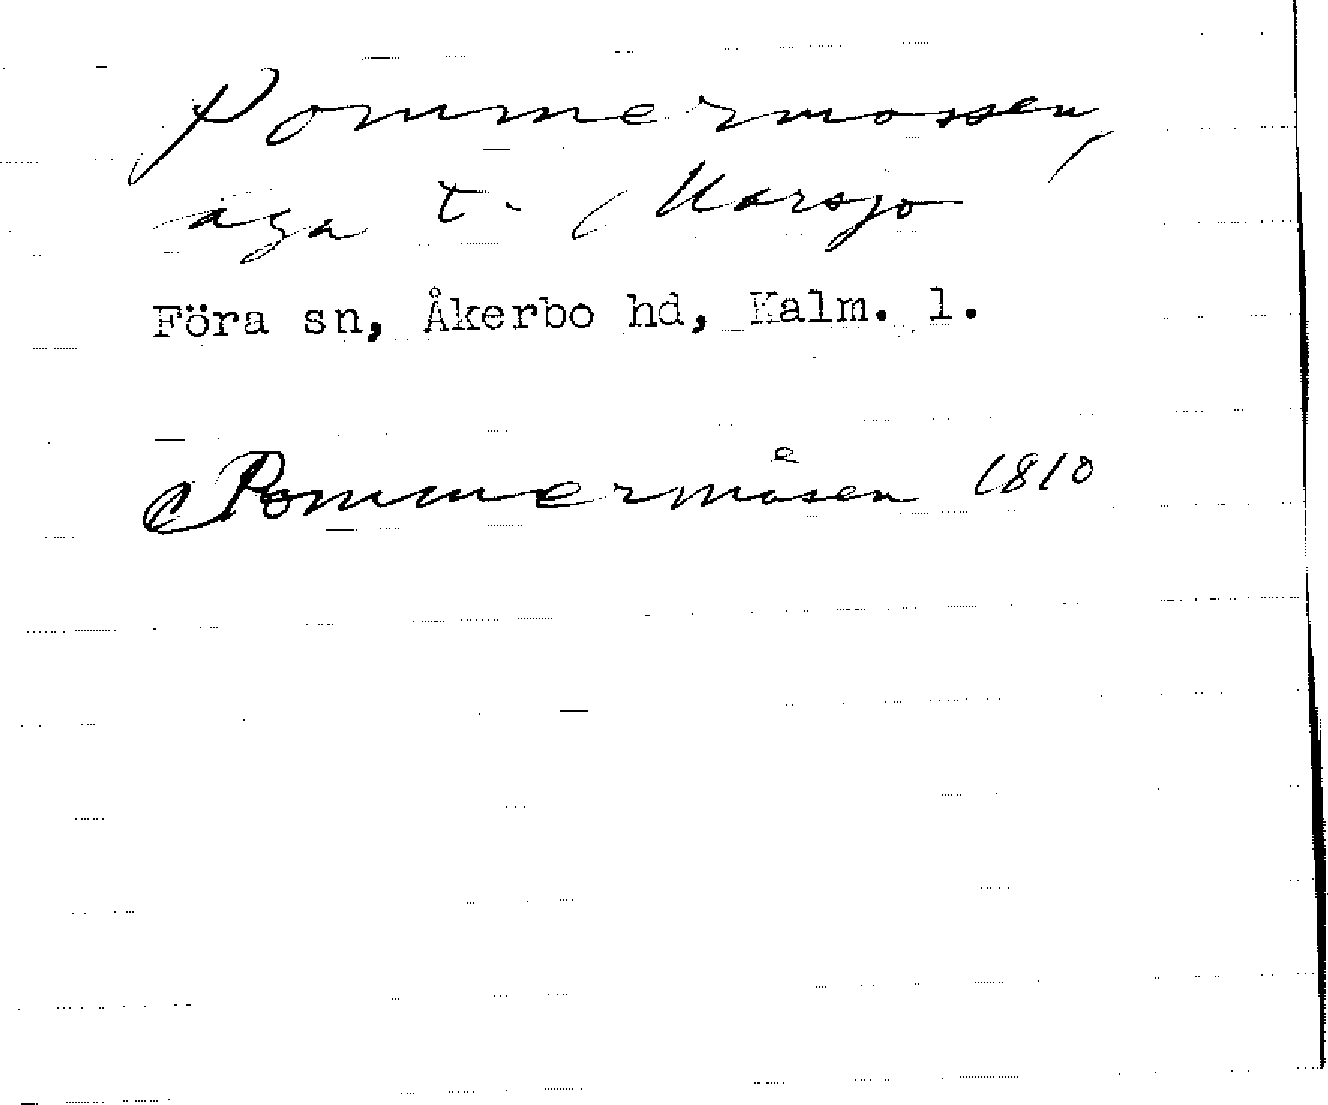 Pommermossen,
äga t. Marsjö
Föra sn, Åkerbo hd, Kalm. l.
Pommermåsen 1810